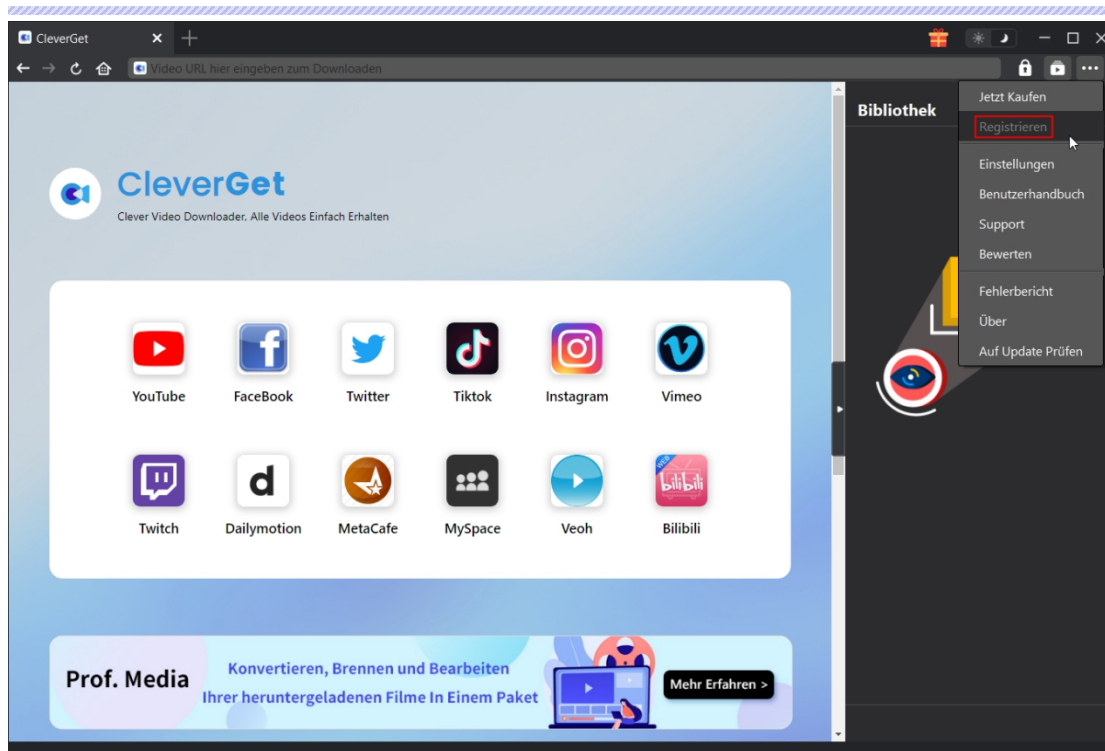 CleverGet
Video URL hier eingeben zum Downloaden
Jetzt Kaufen
Registrieren
Einstellungen
Benutzerhandbuch
Support
Bewerten
Fehlerbericht
Über
Auf Update Prüfen
Bibliothek
CleverGet
Clever Video Downloader, Alle Videos Einfach Erhalten
YouTube FaceBook Twitter Tiktok Instagram Vimeo
Twitch Dailymotion MetaCafe MySpace Veoh Bilibili
Prof. Media
Konvertieren, Brennen und Bearbeiten
Ihrer heruntergeladenen Filme In Einem Paket
Mehr Erfahren >